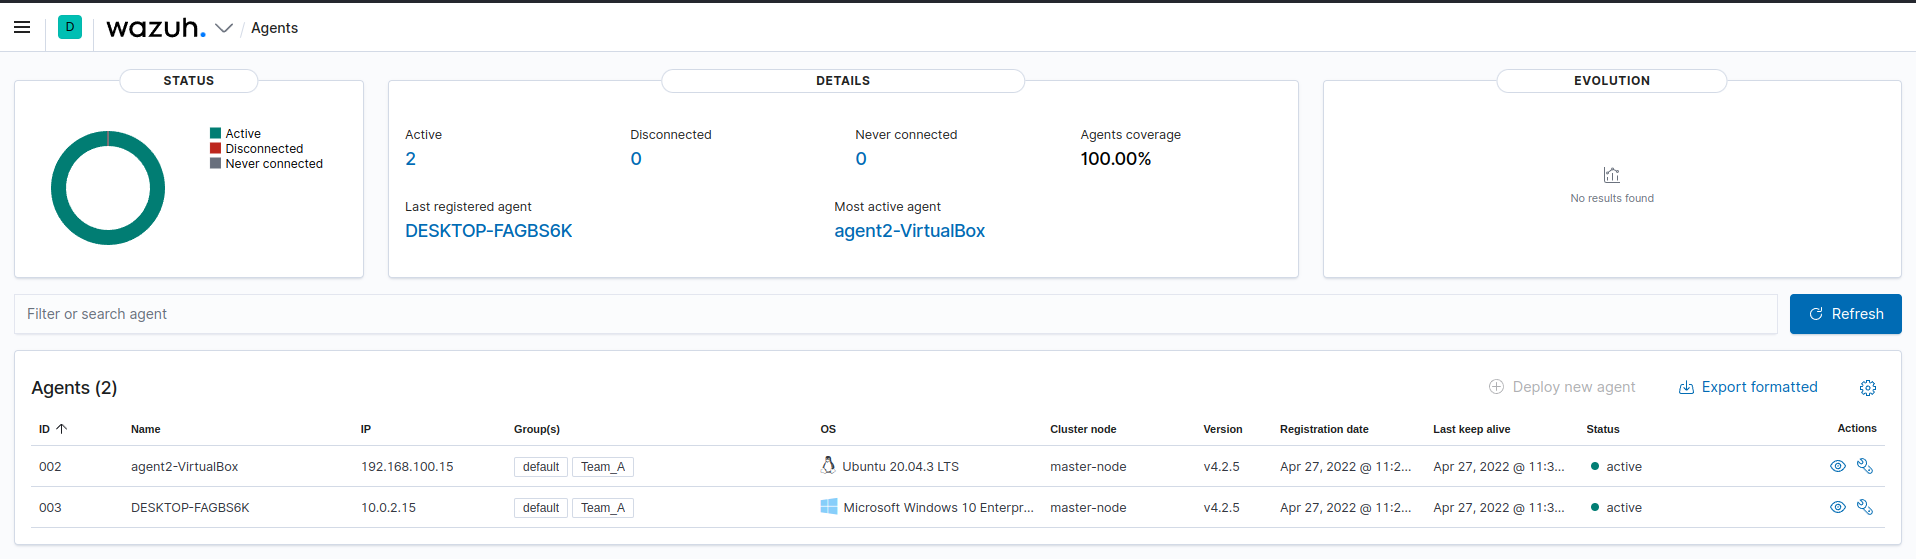 D wazuh. / Agents
STATUS
Active
Disconnected
Never connected
DETAILS
Active Disconnected Never connected Agents coverage
2 0 0 100.00%
Last registered agent Most active agent
DESKTOP-FAGBS6K agent2-VirtualBox
EVOLUTION
No results found
Filter or search agent Refresh
Agents (2) Deploy new agent Export formatted
ID Name IP Group(s) OS Cluster node Version Registration date Last keep alive Status Actions
002 agent2-VirtualBox 192.168.100.15 default Team_A Ubuntu 20.04.3 LTS master-node v4.2.5 Apr 27, 2022 @ 11:2... Apr 27, 2022 @ 11:3... active
003 DESKTOP-FAGBS6K 10.0.2.15 default Team_A Microsoft Windows 10 Enterpr... master-node v4.2.5 Apr 27, 2022 @ 11:2... Apr 27, 2022 @ 11:3... active